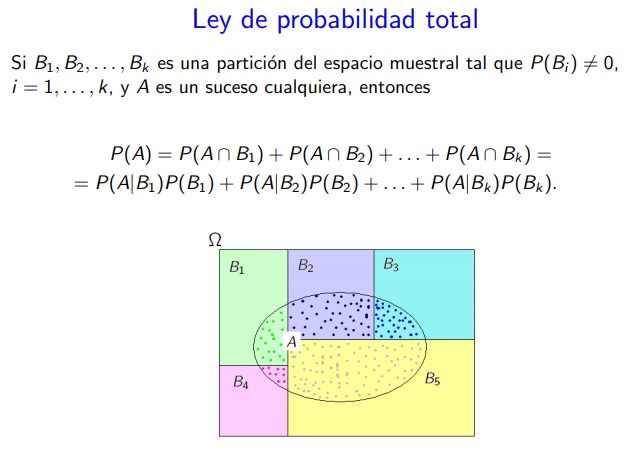 Ley de probabilidad total
Si B₁, B₂, . . . , Bₖ es una partición del espacio muestral tal que P(Bᵢ) ≠ 0,
i = 1, . . . , k, y A es un suceso cualquiera, entonces
P(A) = P(A ∩ B₁) + P(A ∩ B₂) + . . . + P(A ∩ Bₖ) =
= P(A|B₁)P(B₁) + P(A|B₂)P(B₂) + . . . + P(A|Bₖ)P(Bₖ).
Ω
B₁
B₂
B₃
A
B₄
B₅